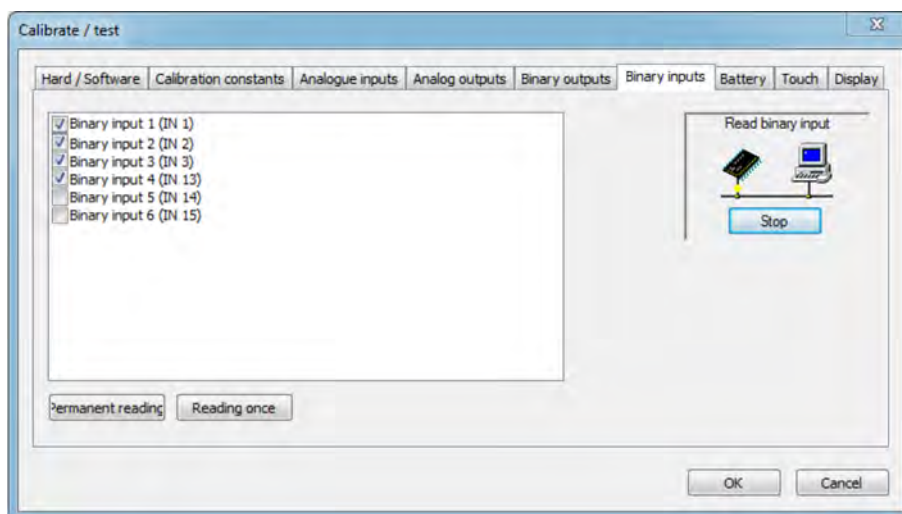 Calibrate / test
Hard / Software Calibration constants Analogue inputs Analog outputs Binary outputs Binary inputs Battery Touch Display
Binary input 1 (IN 1)
Binary input 2 (IN 2)
Binary input 3 (IN 3)
Binary input 4 (IN 13)
Binary input 5 (IN 14)
Binary input 6 (IN 15)
Read binary input
Stop
Permanent reading Reading once
OK Cancel